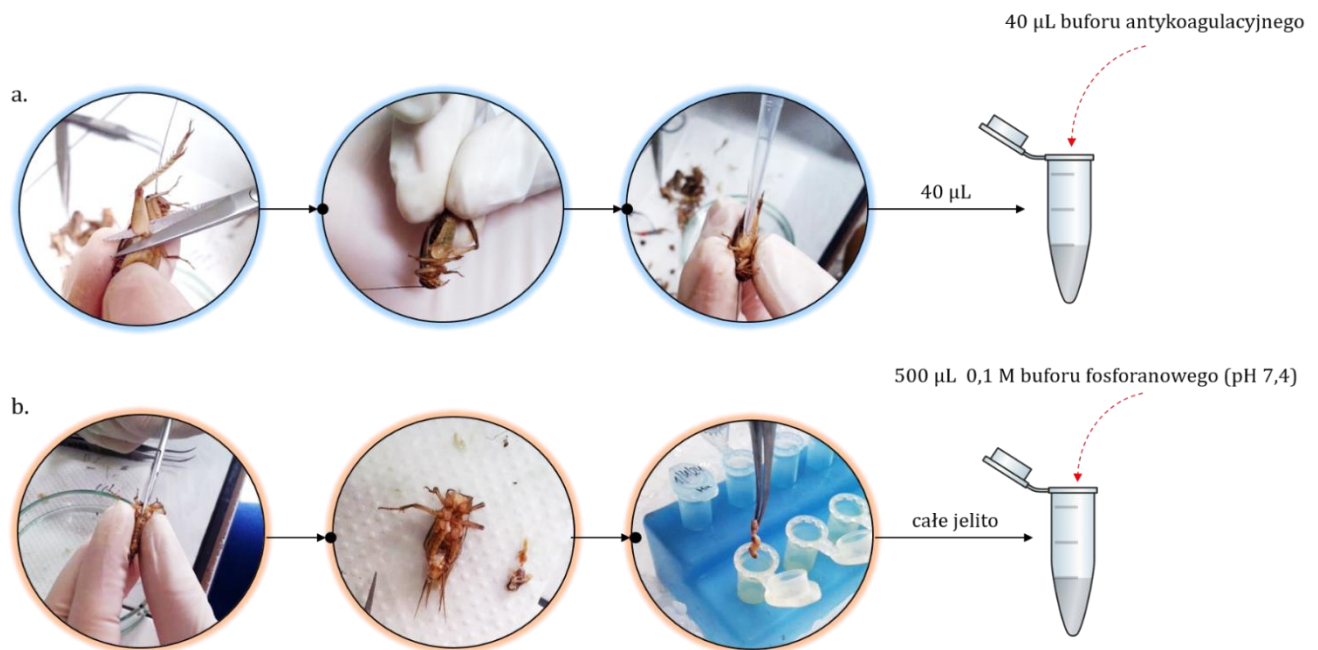 40 μL buforu antykoagulacyjnego
a.
40 μL
500 μL 0,1 M buforu fosforanowego (pH 7,4)
b.
całe jelito